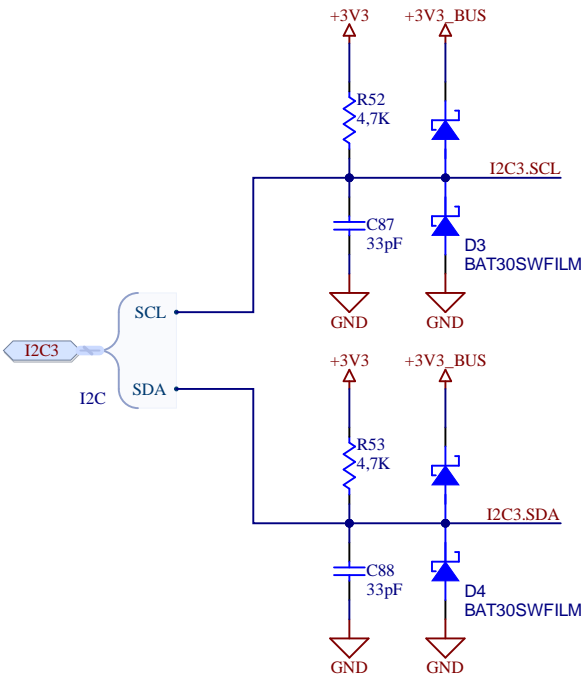 +3V3
+3V3_BUS
R52
4,7K
I2C3.SCL
C87
33pF
D3
BAT30SWFILM
GND
GND
SCL
I2C3
SDA
I2C
+3V3
+3V3_BUS
R53
4,7K
I2C3.SDA
C88
33pF
D4
BAT30SWFILM
GND
GND